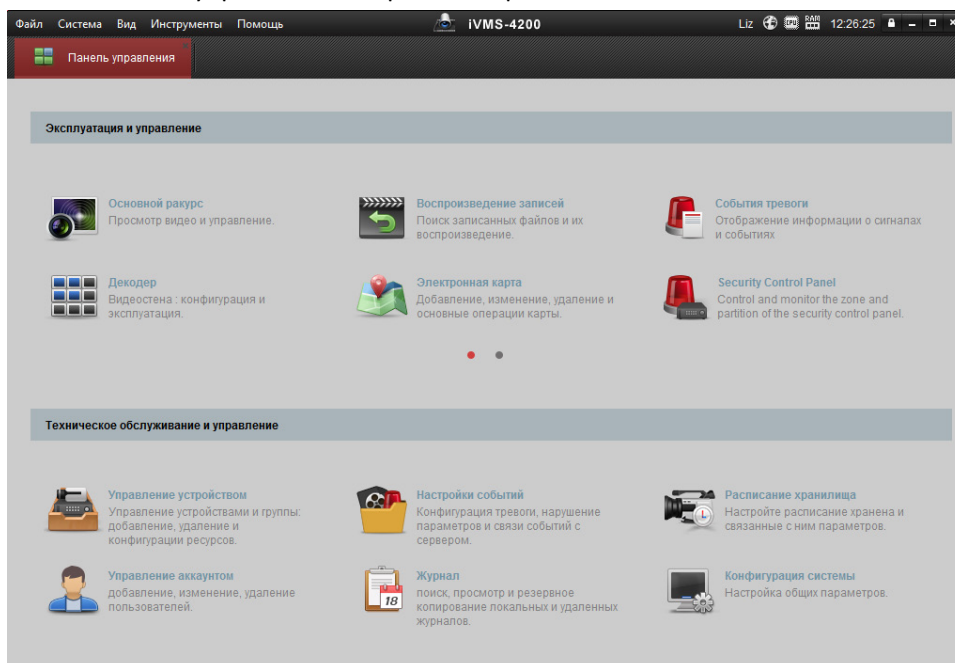 Файл Система Вид Инструменты Помощь iVMS-4200 Liz CPU RAM 12:26:25
Панель управления
Эксплуатация и управление
Основной ракурс
Просмотр видео и управление.
Воспроизведение записей
Поиск записанных файлов и их
воспроизведение.
События тревоги
Отображение информации о сигналах
и событиях
Декодер
Видеостена : конфигурация и
эксплуатация.
Электронная карта
Добавление, изменение, удаление и
основные операции карты.
Security Control Panel
Control and monitor the zone and
partition of the security control panel.
Техническое обслуживание и управление
Управление устройством
Управление устройствами и группы:
добавление, удаление и
конфигурации ресурсов.
Настройки событий
Конфигурация тревоги, нарушение
параметров и связи событий с
сервером.
Расписание хранилища
Настройте расписание хранена и
связанные с ним параметров.
Управление аккаунтом
добавление, изменение, удаление
пользователей.
18
Журнал
поиск, просмотр и резервное
копирование локальных и удаленных
журналов.
Конфигурация системы
Настройка общих параметров.